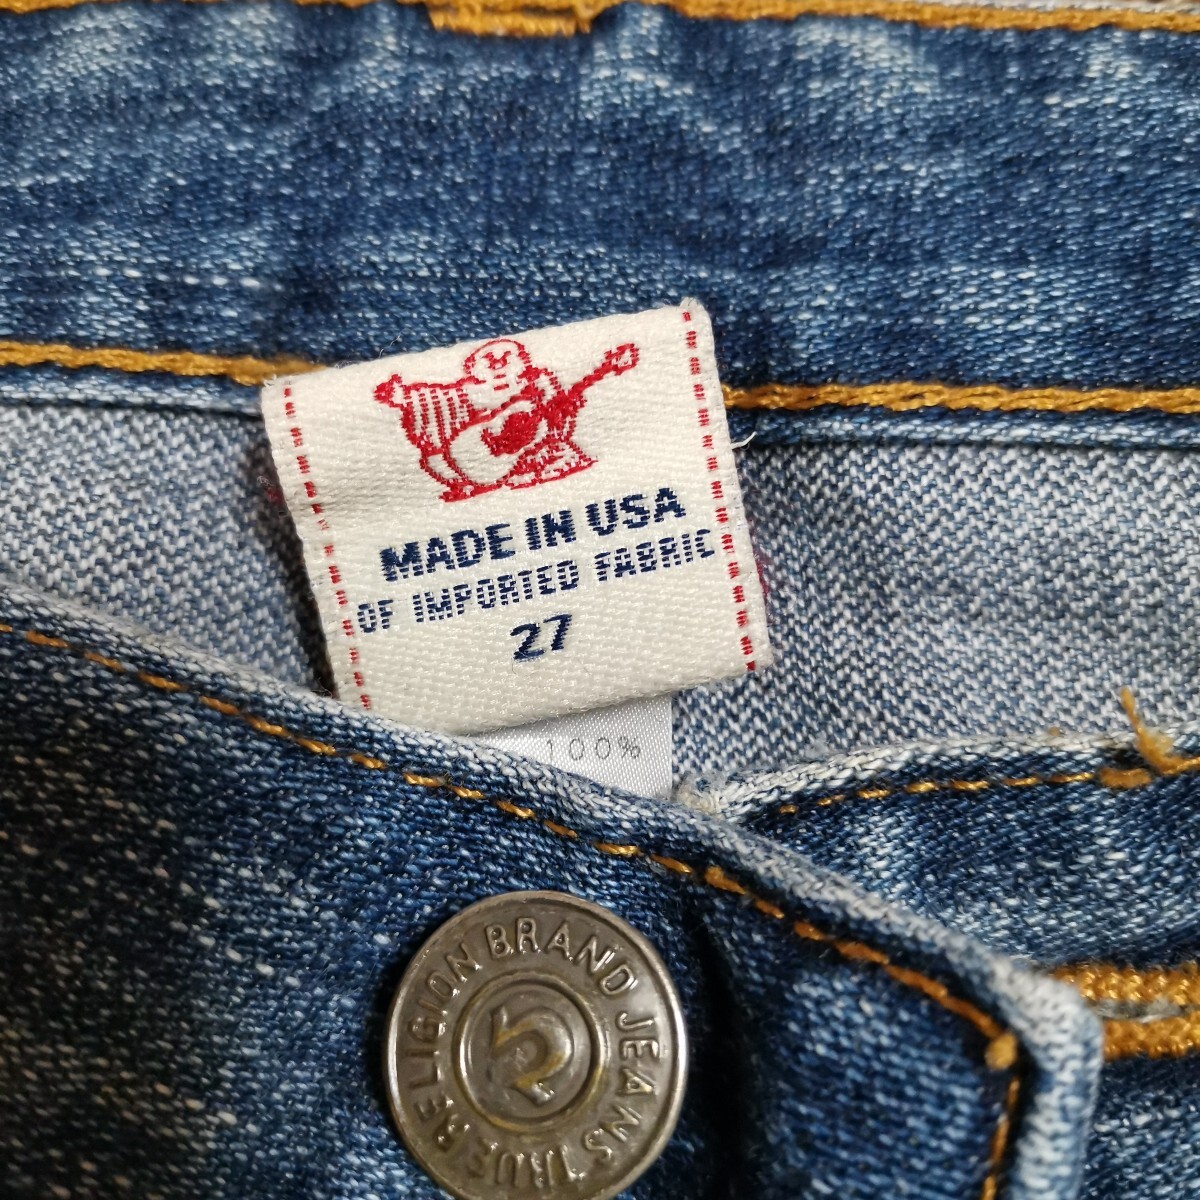 MADE IN USA
OF IMPORTED FABRIC
27
100%
TRUE RELIGION BRAND JEANS